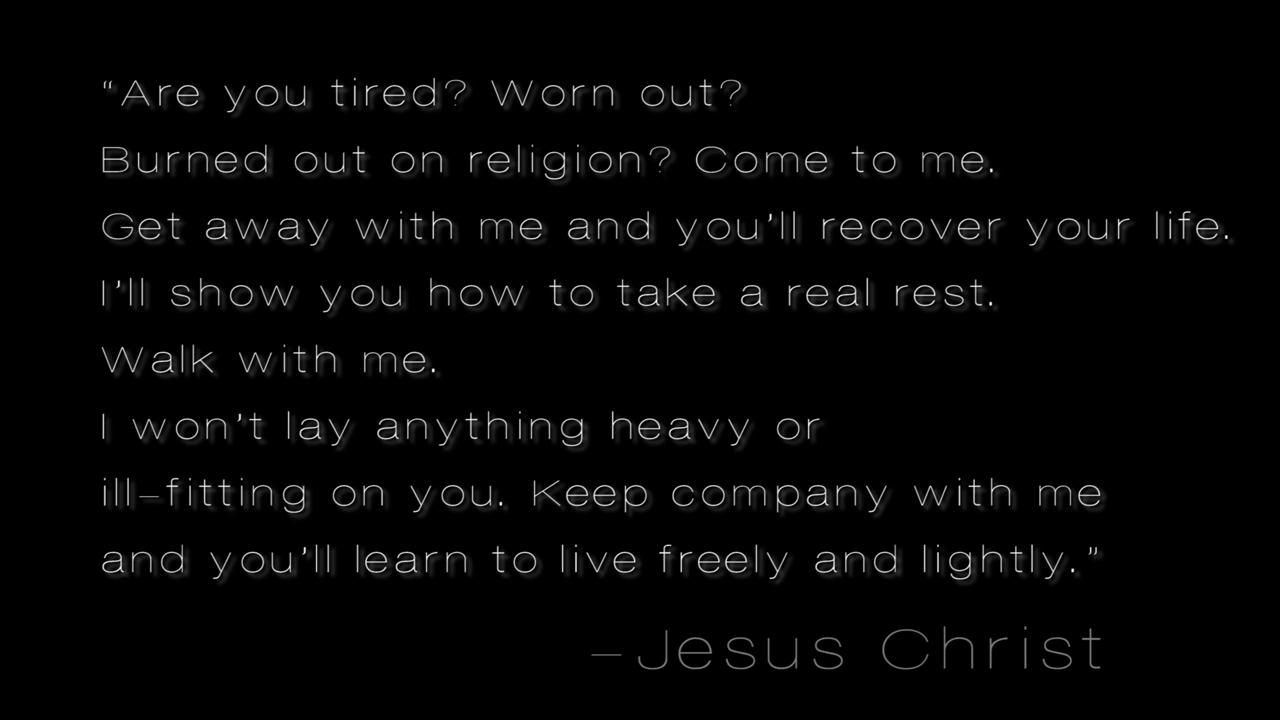 “Are you tired? Worn out?
Burned out on religion? Come to me.
Get away with me and you’ll recover your life.
I’ll show you how to take a real rest.
Walk with me.
I won’t lay anything heavy or
ill–fitting on you. Keep company with me
and you’ll learn to live freely and lightly.”
–Jesus Christ